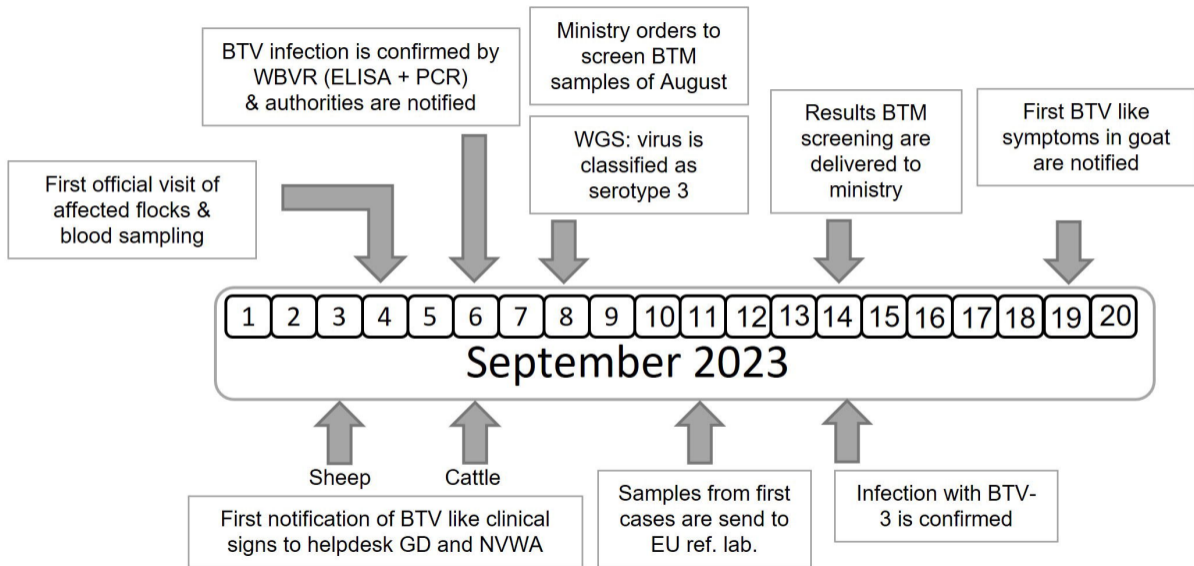 BTV infection is confirmed by
WBVR (ELISA + PCR)
& authorities are notified
Ministry orders to
screen BTM
samples of August
WGS: virus is
classified as
serotype 3
Results BTM
screening are
delivered to
ministry
First BTV like
symptoms in goat
are notified
First official visit of
affected flocks &
blood sampling
1 2 3 4 5 6 7 8 9 10 11 12 13 14 15 16 17 18 19 20
September 2023
Sheep
Cattle
First notification of BTV like clinical
signs to helpdesk GD and NVWA
Samples from first
cases are send to
EU ref. lab.
Infection with BTV-
3 is confirmed